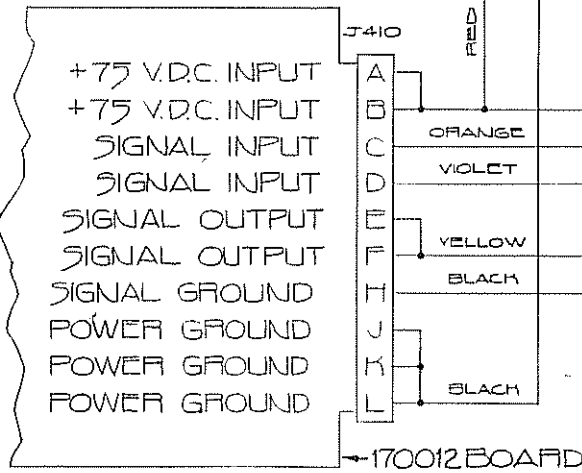 J410
RED
+75 V.D.C. INPUT A
+75 V.D.C. INPUT B
SIGNAL INPUT C ORANGE
SIGNAL INPUT D VIOLET
SIGNAL OUTPUT E
SIGNAL OUTPUT F YELLOW
SIGNAL GROUND H BLACK
POWER GROUND J
POWER GROUND K
POWER GROUND L BLACK
170012 BOARD